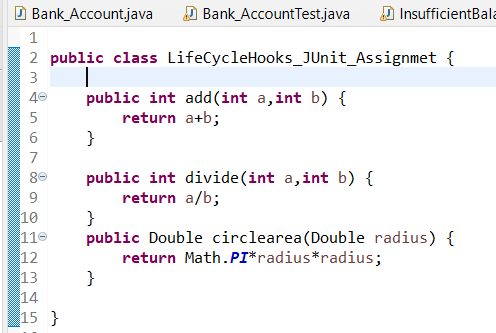 Bank_Account.java Bank_AccountTest.java InsufficientBala
1
2 public class LifeCycleHooks_JUnit_Assignmet {
3
4 public int add(int a,int b) {
5 return a+b;
6 }
7
8 public int divide(int a,int b) {
9 return a/b;
10 }
11 public Double circlearea(Double radius) {
12 return Math.PI*radius*radius;
13 }
14
15 }